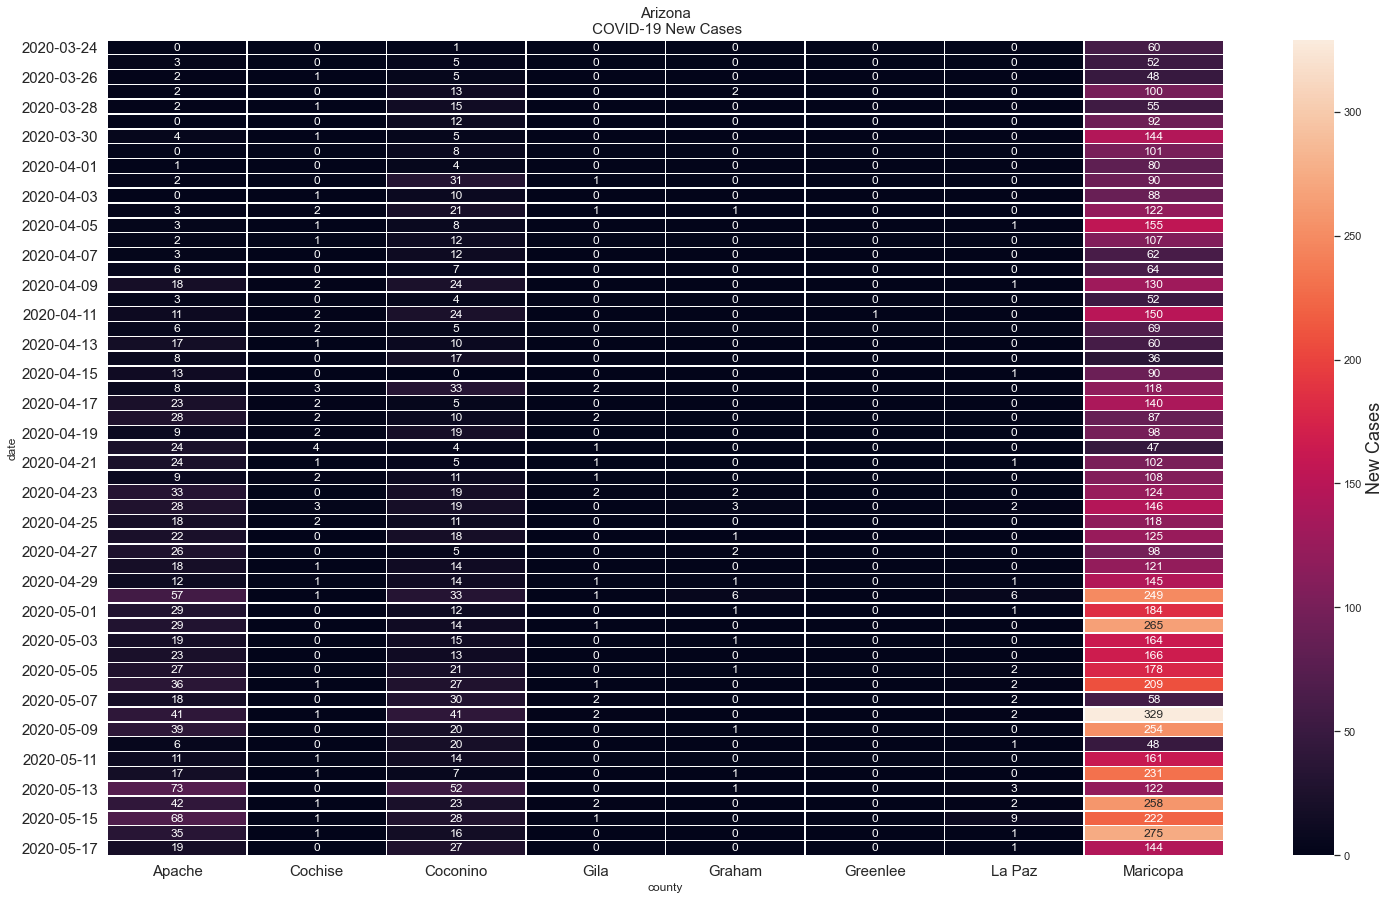 Arizona
COVID-19 New Cases
2020-03-24 0 0 1 0 0 0 0 60
3 0 5 0 0 0 0 52
2020-03-26 2 1 5 0 0 0 0 48
2 0 13 0 2 0 0 100
2020-03-28 2 1 15 0 0 0 0 55
0 0 12 0 0 0 0 92
2020-03-30 4 1 5 0 0 0 0 144
0 0 8 0 0 0 0 101
2020-04-01 1 0 4 0 0 0 0 80
2 0 31 1 0 0 0 90
2020-04-03 0 1 10 0 0 0 0 88
3 2 21 1 1 0 0 122
2020-04-05 3 1 8 0 0 0 1 155
2 1 12 0 0 0 0 107
2020-04-07 3 0 12 0 0 0 0 62
6 0 7 0 0 0 0 64
2020-04-09 18 2 24 0 0 0 1 130
3 0 4 0 0 0 0 52
2020-04-11 11 2 24 0 0 1 0 150
6 2 5 0 0 0 0 69
2020-04-13 17 1 10 0 0 0 0 60
8 0 17 0 0 0 0 36
2020-04-15 13 0 0 0 0 0 1 90
8 3 33 2 0 0 0 118
2020-04-17 23 2 5 0 0 0 0 140
28 2 10 2 0 0 0 87
2020-04-19 9 2 19 0 0 0 0 98
24 4 4 1 0 0 0 47
2020-04-21 24 1 5 1 0 0 1 102
9 2 11 1 0 0 0 108
2020-04-23 33 0 19 2 2 0 0 124
28 3 19 0 3 0 2 146
2020-04-25 18 2 11 0 0 0 0 118
22 0 18 0 1 0 0 125
2020-04-27 26 0 5 0 2 0 0 98
18 1 14 0 0 0 0 121
2020-04-29 12 1 14 1 1 0 1 145
57 1 33 1 6 0 6 249
2020-05-01 29 0 12 0 1 0 1 184
29 0 14 1 0 0 0 265
2020-05-03 19 0 15 0 1 0 0 164
23 0 13 0 0 0 0 166
2020-05-05 27 0 21 0 1 0 2 178
36 1 27 1 0 0 2 209
2020-05-07 18 0 30 2 0 0 2 58
41 1 41 2 0 0 2 329
2020-05-09 39 0 20 0 1 0 0 254
6 0 20 0 0 0 1 48
2020-05-11 11 1 14 0 0 0 0 161
17 1 7 0 1 0 0 231
2020-05-13 73 0 52 0 1 0 3 122
42 1 23 2 0 0 2 258
2020-05-15 68 1 28 1 0 0 9 222
35 1 16 0 0 0 1 275
2020-05-17 19 0 27 0 0 0 1 144
Apache Cochise Coconino Gila Graham Greenlee La Paz Maricopa
county
date
300
250
200
150
100
50
0
New Cases